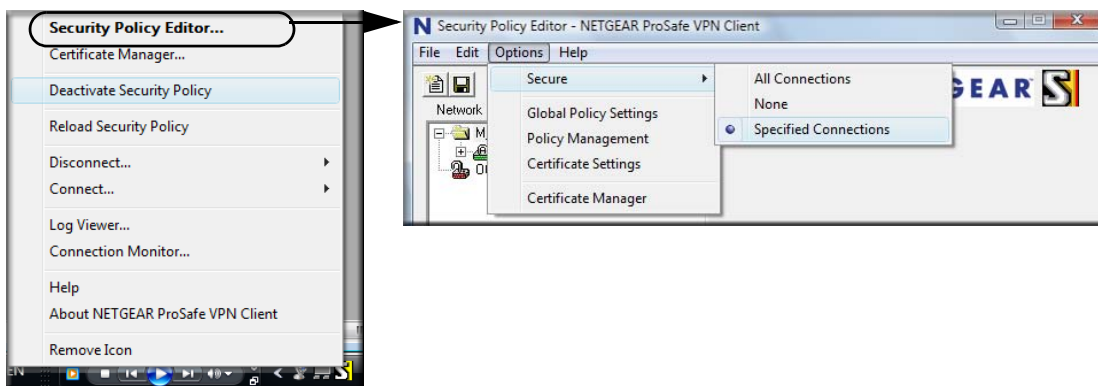 Security Policy Editor...
Certificate Manager...
Deactivate Security Policy
Reload Security Policy
Disconnect...
Connect...
Log Viewer...
Connection Monitor...
Help
About NETGEAR ProSafe VPN Client
Remove Icon
N Security Policy Editor - NETGEAR ProSafe VPN Client
File Edit Options Help
Network
Secure
Global Policy Settings
Policy Management
Certificate Settings
Certificate Manager
All Connections
None
Specified Connections